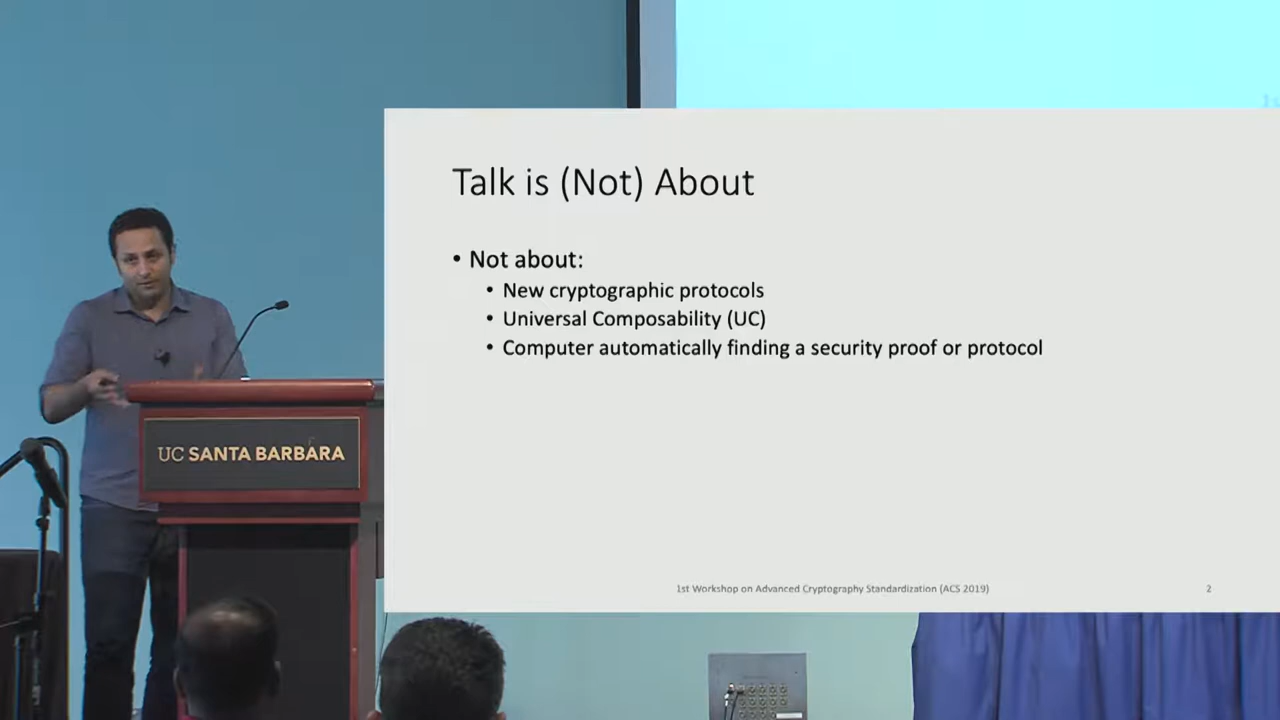 Talk is (Not) About
• Not about:
• New cryptographic protocols
• Universal Composability (UC)
• Computer automatically finding a security proof or protocol
UC SANTA BARBARA
1st Workshop on Advanced Cryptography Standardization (ACS 2019)
2